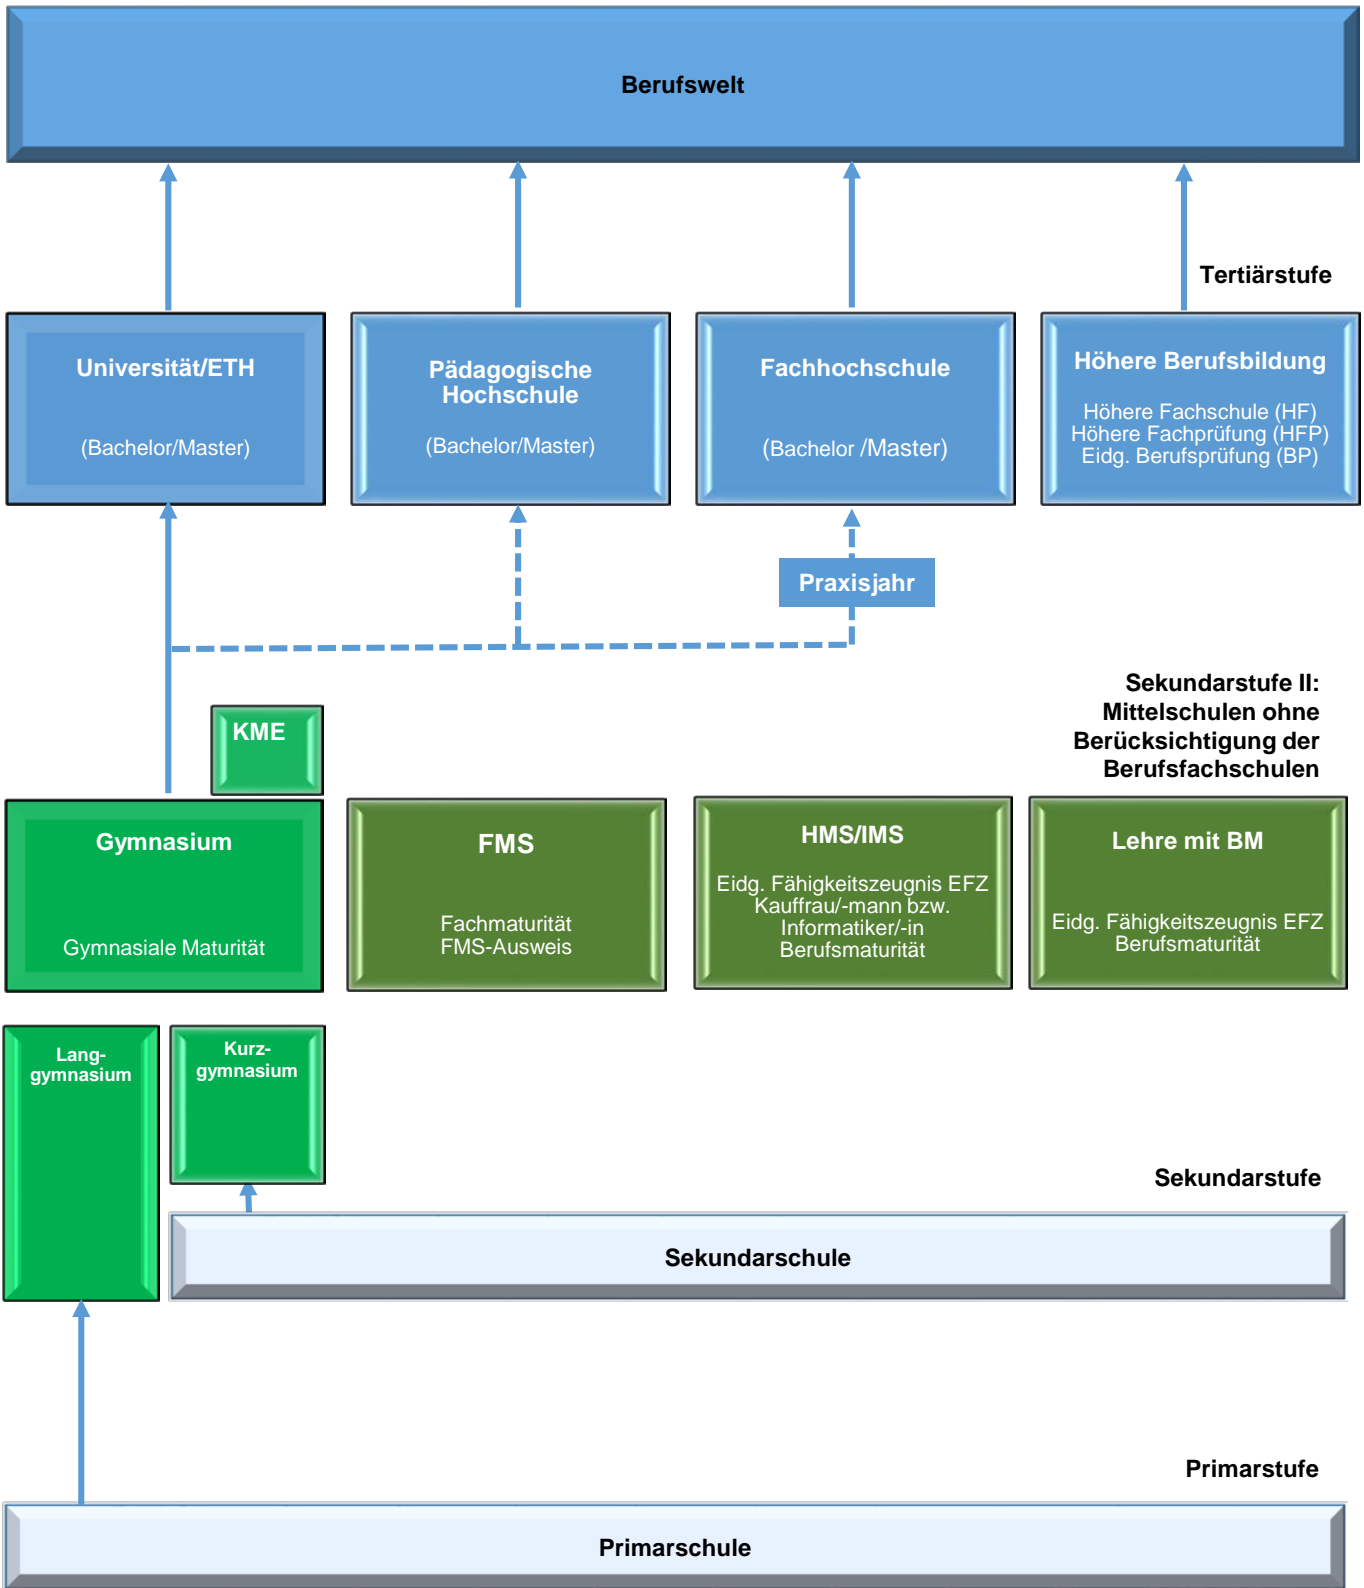 Berufswelt
Tertiärstufe
Universität/ETH
(Bachelor/Master)
Pädagogische
Hochschule
(Bachelor/Master)
Fachhochschule
(Bachelor /Master)
Höhere Berufsbildung
Höhere Fachschule (HF)
Höhere Fachprüfung (HFP)
Eidg. Berufsprüfung (BP)
Praxisjahr
Sekundarstufe II:
Mittelschulen ohne
Berücksichtigung der
Berufsfachschulen
KME
Gymnasium
Gymnasiale Maturität
FMS
Fachmaturität
FMS-Ausweis
HMS/IMS
Eidg. Fähigkeitszeugnis EFZ
Kauffrau/-mann bzw.
Informatiker/-in
Berufsmaturität
Lehre mit BM
Eidg. Fähigkeitszeugnis EFZ
Berufsmaturität
Lang-
gymnasium
Kurz-
gymnasium
Sekundarstufe
Sekundarschule
Primarstufe
Primarschule